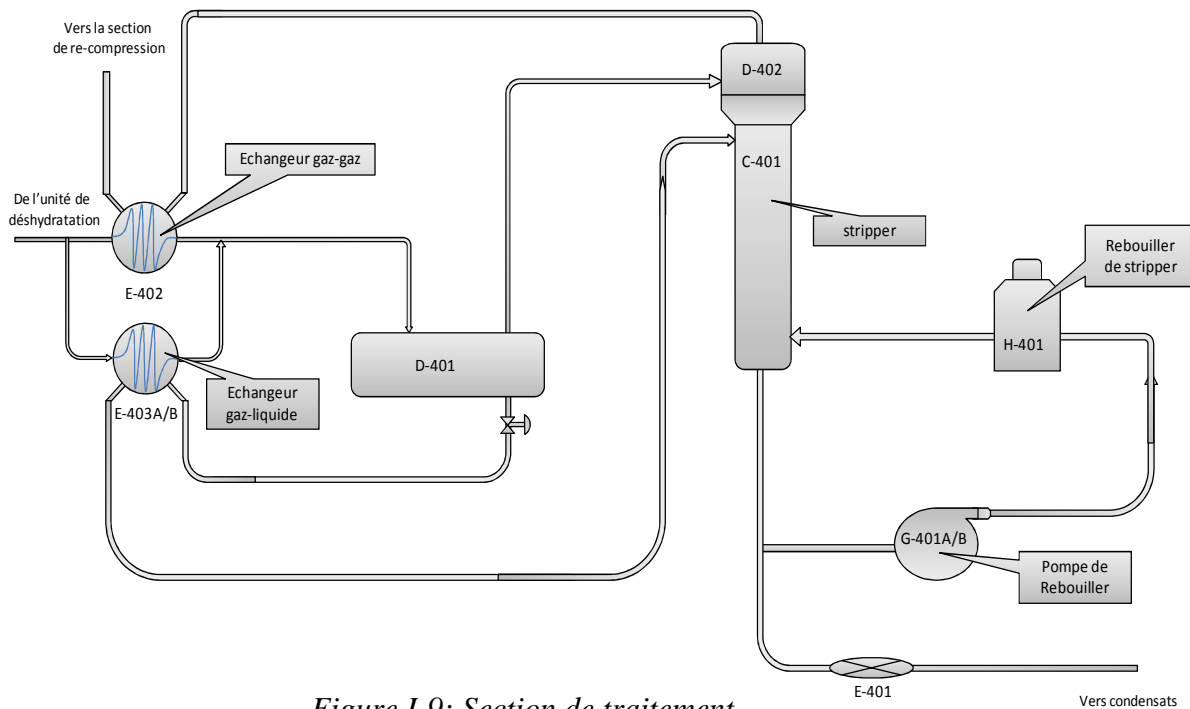 Vers la section
de re-compression
D-402
Echangeur gaz-gaz
C-401
De l'unité de
déshydratation
stripper
Rebouiller
de stripper
E-402
H-401
D-401
Echangeur
gaz-liquide
E-403A/B
G-401A/B
Pompe de
Rebouiller
E-401
Vers condensats
Figure I.9: Section de traitement